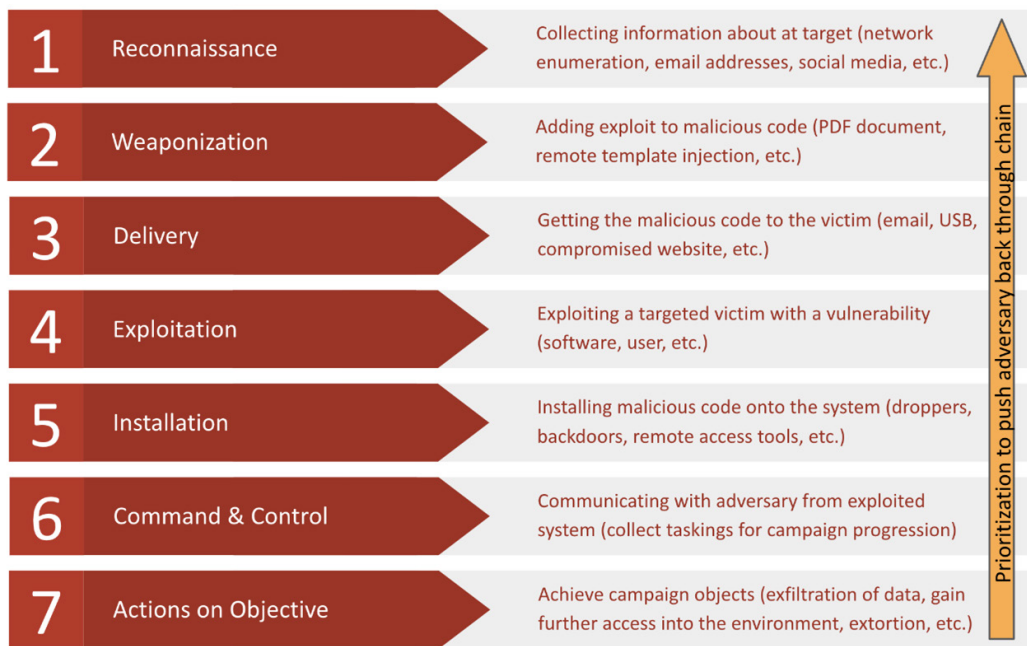 1
Reconnaissance
Collecting information about at target (network
enumeration, email addresses, social media, etc.)
2
Weaponization
Adding exploit to malicious code (PDF document,
remote template injection, etc.)
3
Delivery
Getting the malicious code to the victim (email, USB,
compromised website, etc.)
4
Exploitation
Exploiting a targeted victim with a vulnerability
(software, user, etc.)
5
Installation
Installing malicious code onto the system (droppers,
backdoors, remote access tools, etc.)
6
Command & Control
Communicating with adversary from exploited
system (collect taskings for campaign progression)
7
Actions on Objective
Achieve campaign objects (exfiltration of data, gain
further access into the environment, extortion, etc.)
Prioritization to push adversary back through chain